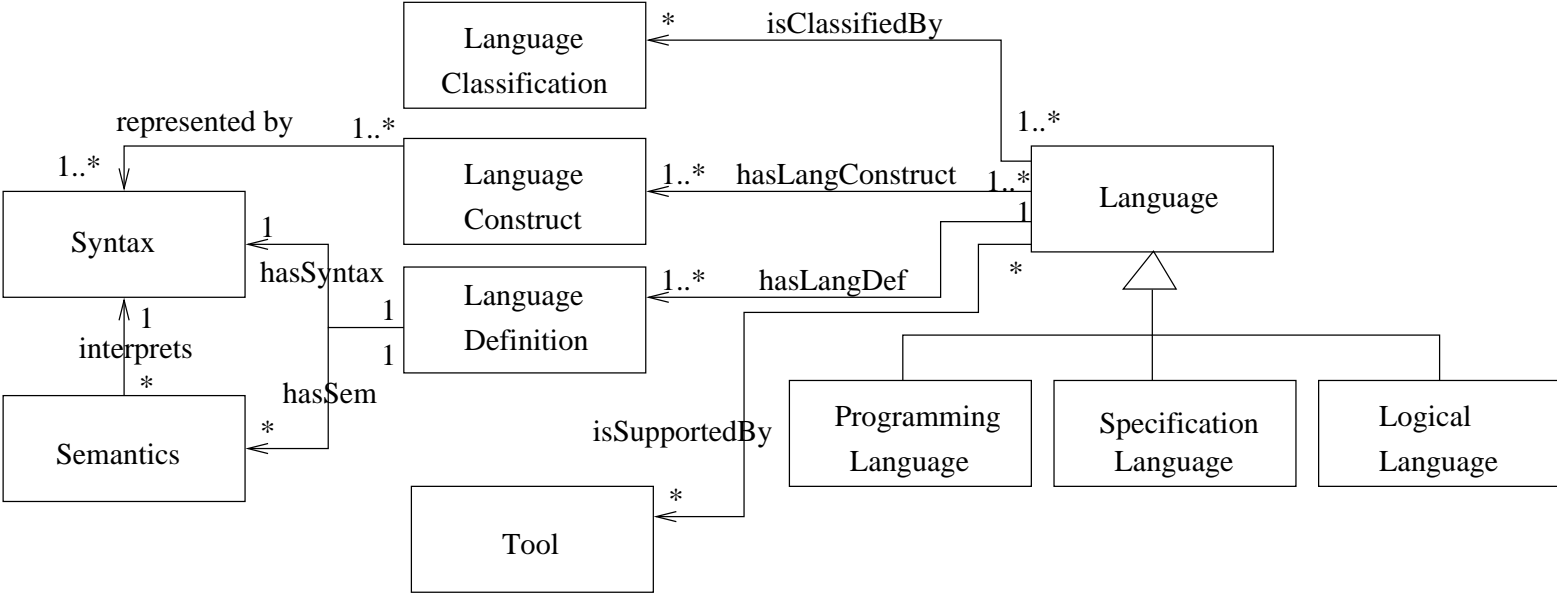 *
isClassifiedBy
Language
Classification
represented by
1..*
1..*
1..*
Language
Construct
1..*
hasLangConstruct
1..*
Language
Syntax
1
hasSyntax
1
*
hasLangDef
1..*
Language
Definition
1
1
1
interprets
*
hasSem
*
Semantics
isSupportedBy
*
Tool
Programming
Language
Specification
Language
Logical
Language